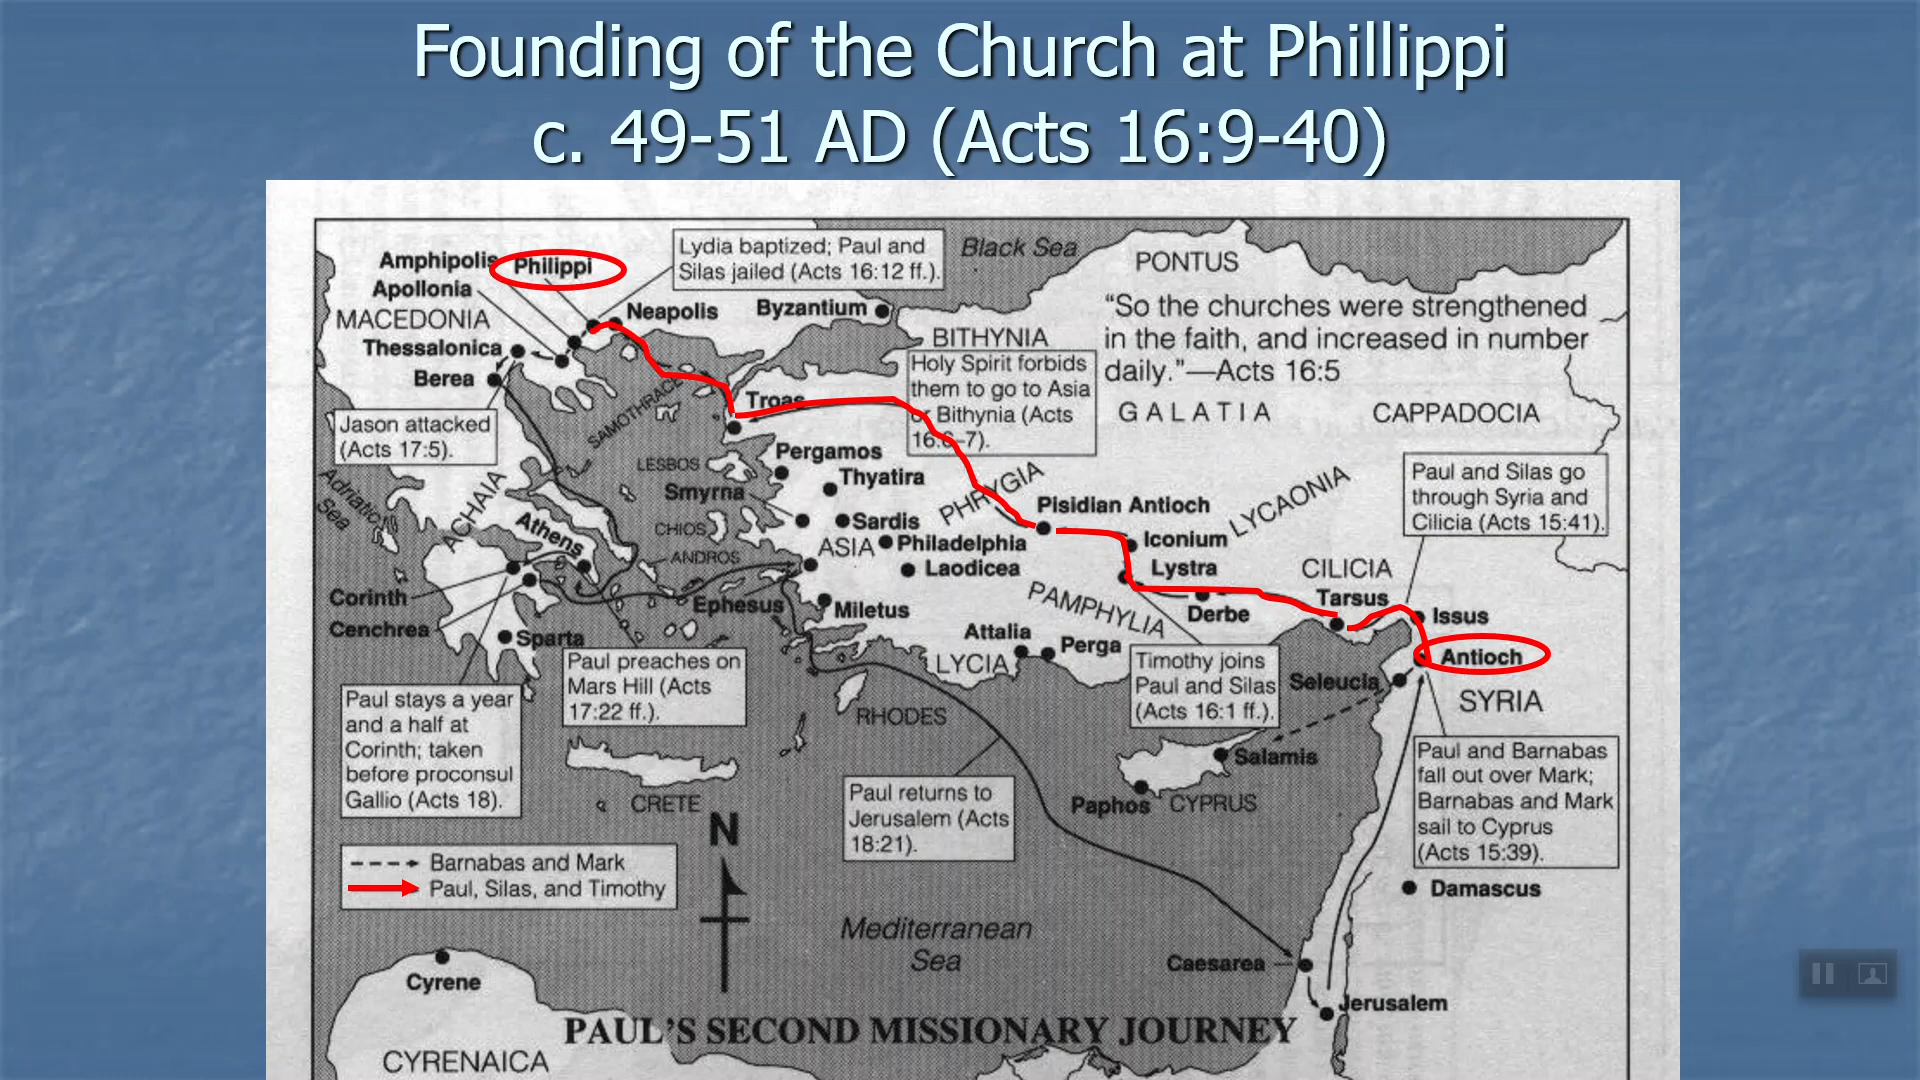 Founding of the Church at Phillippi
c. 49-51 AD (Acts 16:9-40)
Amphipolis
Philippi
Apollonia
MACEDONIA
Thessalonica
Berea
Lydia baptized; Paul and
Silas jailed (Acts 16:12 ff.).
Neapolis
Byzantium
Black Sea
PONTUS
BITHYNIA
"So the churches were strengthened
in the faith, and increased in number
daily."—Acts 16:5
Holy Spirit forbids
them to go to Asia
or Bithynia (Acts
16:6–7).
GALATIA
CAPPADOCIA
Jason attacked
(Acts 17:5).
SAMOTHRACE
Troas
Adriatic
Sea
ACHAIA
LESBOS
Pergamos
Thyatira
Smyrna
PHRYGIA
Pisidian Antioch
LYCAONIA
Paul and Silas go
through Syria and
Cilicia (Acts 15:41).
Athens
CHIOS
Sardis
ANDROS
ASIA
Philadelphia
Iconium
Laodicea
Lystra
CILICIA
Tarsus
Corinth
Cenchrea
Ephesus
Miletus
PAMPHYLIA
Derbe
Issus
Sparta
Attalia
Perga
LYCIA
Antioch
Paul preaches on
Mars Hill (Acts
17:22 ff.).
Timothy joins
Paul and Silas
(Acts 16:1 ff.).
Seleucia
SYRIA
Paul stays a year
and a half at
Corinth; taken
before proconsul
Gallio (Acts 18).
RHODES
Salamis
Paul and Barnabas
fall out over Mark;
Barnabas and Mark
sail to Cyprus
(Acts 15:39).
CRETE
Paul returns to
Jerusalem (Acts
18:21).
Paphos
CYPRUS
N
Barnabas and Mark
Paul, Silas, and Timothy
Damascus
Mediterranean
Sea
Caesarea
Cyrene
Jerusalem
PAUL'S SECOND MISSIONARY JOURNEY
CYRENAICA